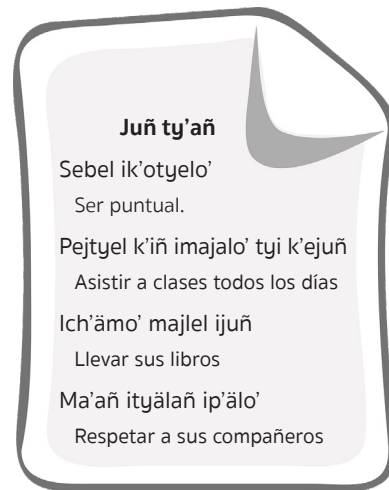 Juñ ty’añ
Sebel ik’otyelo’
Ser puntual.
Pejtyel k’iñ imajalo’ tyi k’ejuñ
Asistir a clases todos los días
Ich’ämo’ majlel ijuñ
Llevar sus libros
Ma’añ ityälañ ip’älo’
Respetar a sus compañeros